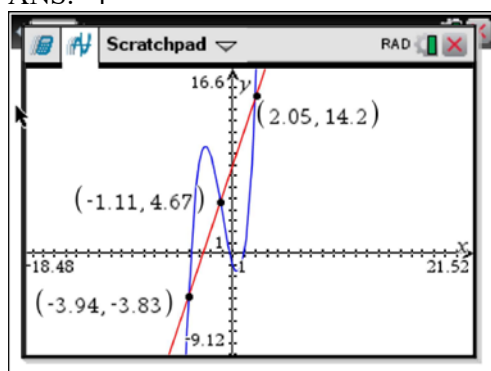 Scratchpad RAD
16.6 y
(2.05, 14.2)
(-1.11, 4.67)
1 x
-18.48 1 21.52
(-3.94, -3.83)
-9.12